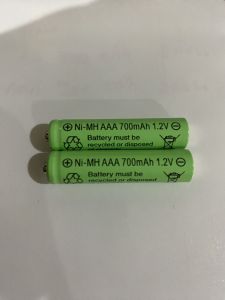 ⊕ Ni-MH AAA 700mAh 1.2V ⊖
Battery must be
recycled or disposed
⊕ Ni-MH AAA 700mAh 1.2V ⊖
Battery must be
recycled or disposed